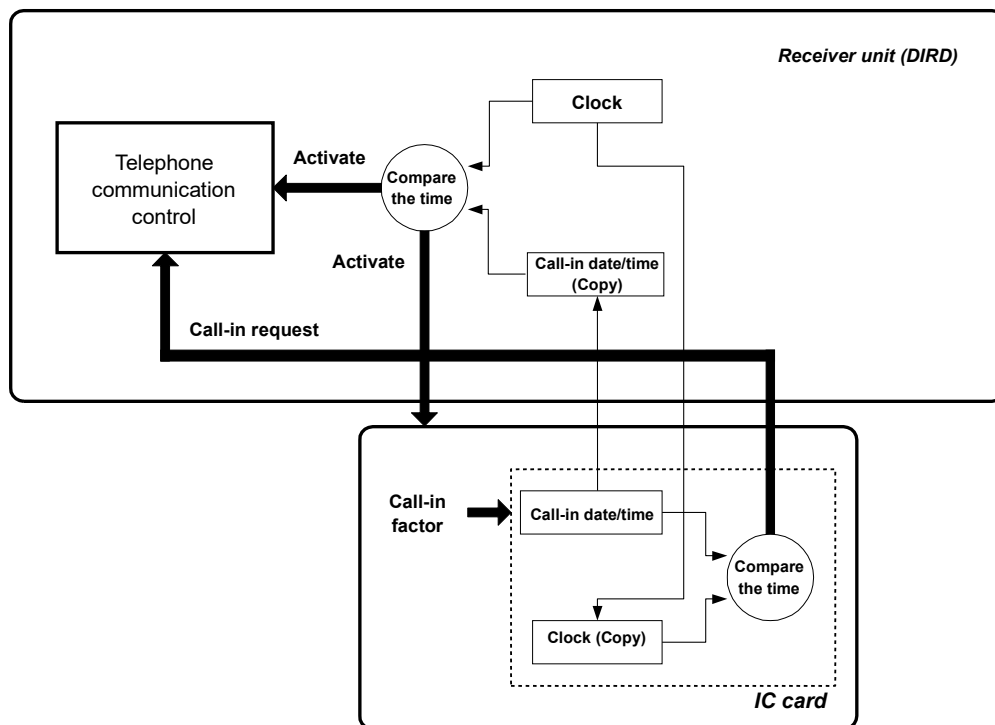 Receiver unit (DIRD)
Clock
Telephone
communication
control
Activate
Compare
the time
Activate
Call-in date/time
(Copy)
Call-in request
Call-in
factor
Call-in date/time
Compare
the time
Clock (Copy)
IC card